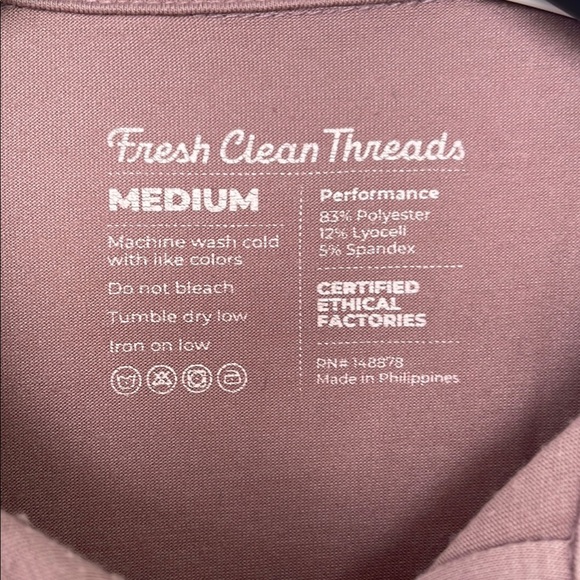 Fresh Clean Threads
MEDIUM
Machine wash cold
with like colors
Do not bleach
Tumble dry low
Iron on low
Performance
83% Polyester
12% Lyocell
5% Spandex
CERTIFIED
ETHICAL
FACTORIES
RN# 148878
Made in Philippines